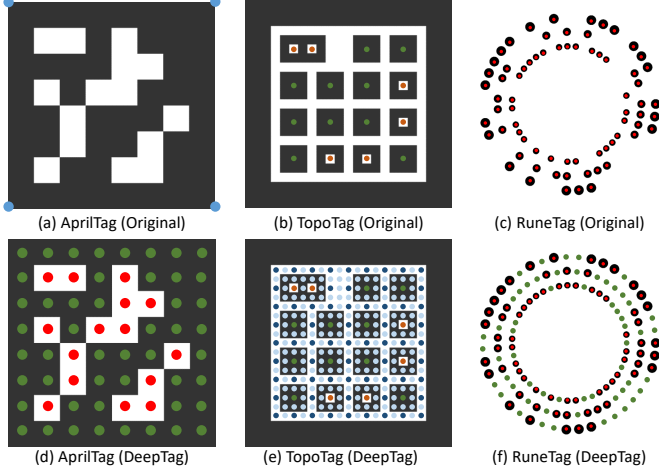 (a) AprilTag (Original)
(b) TopoTag (Original)
(c) RuneTag (Original)
(d) AprilTag (DeepTag)
(e) TopoTag (DeepTag)
(f) RuneTag (DeepTag)